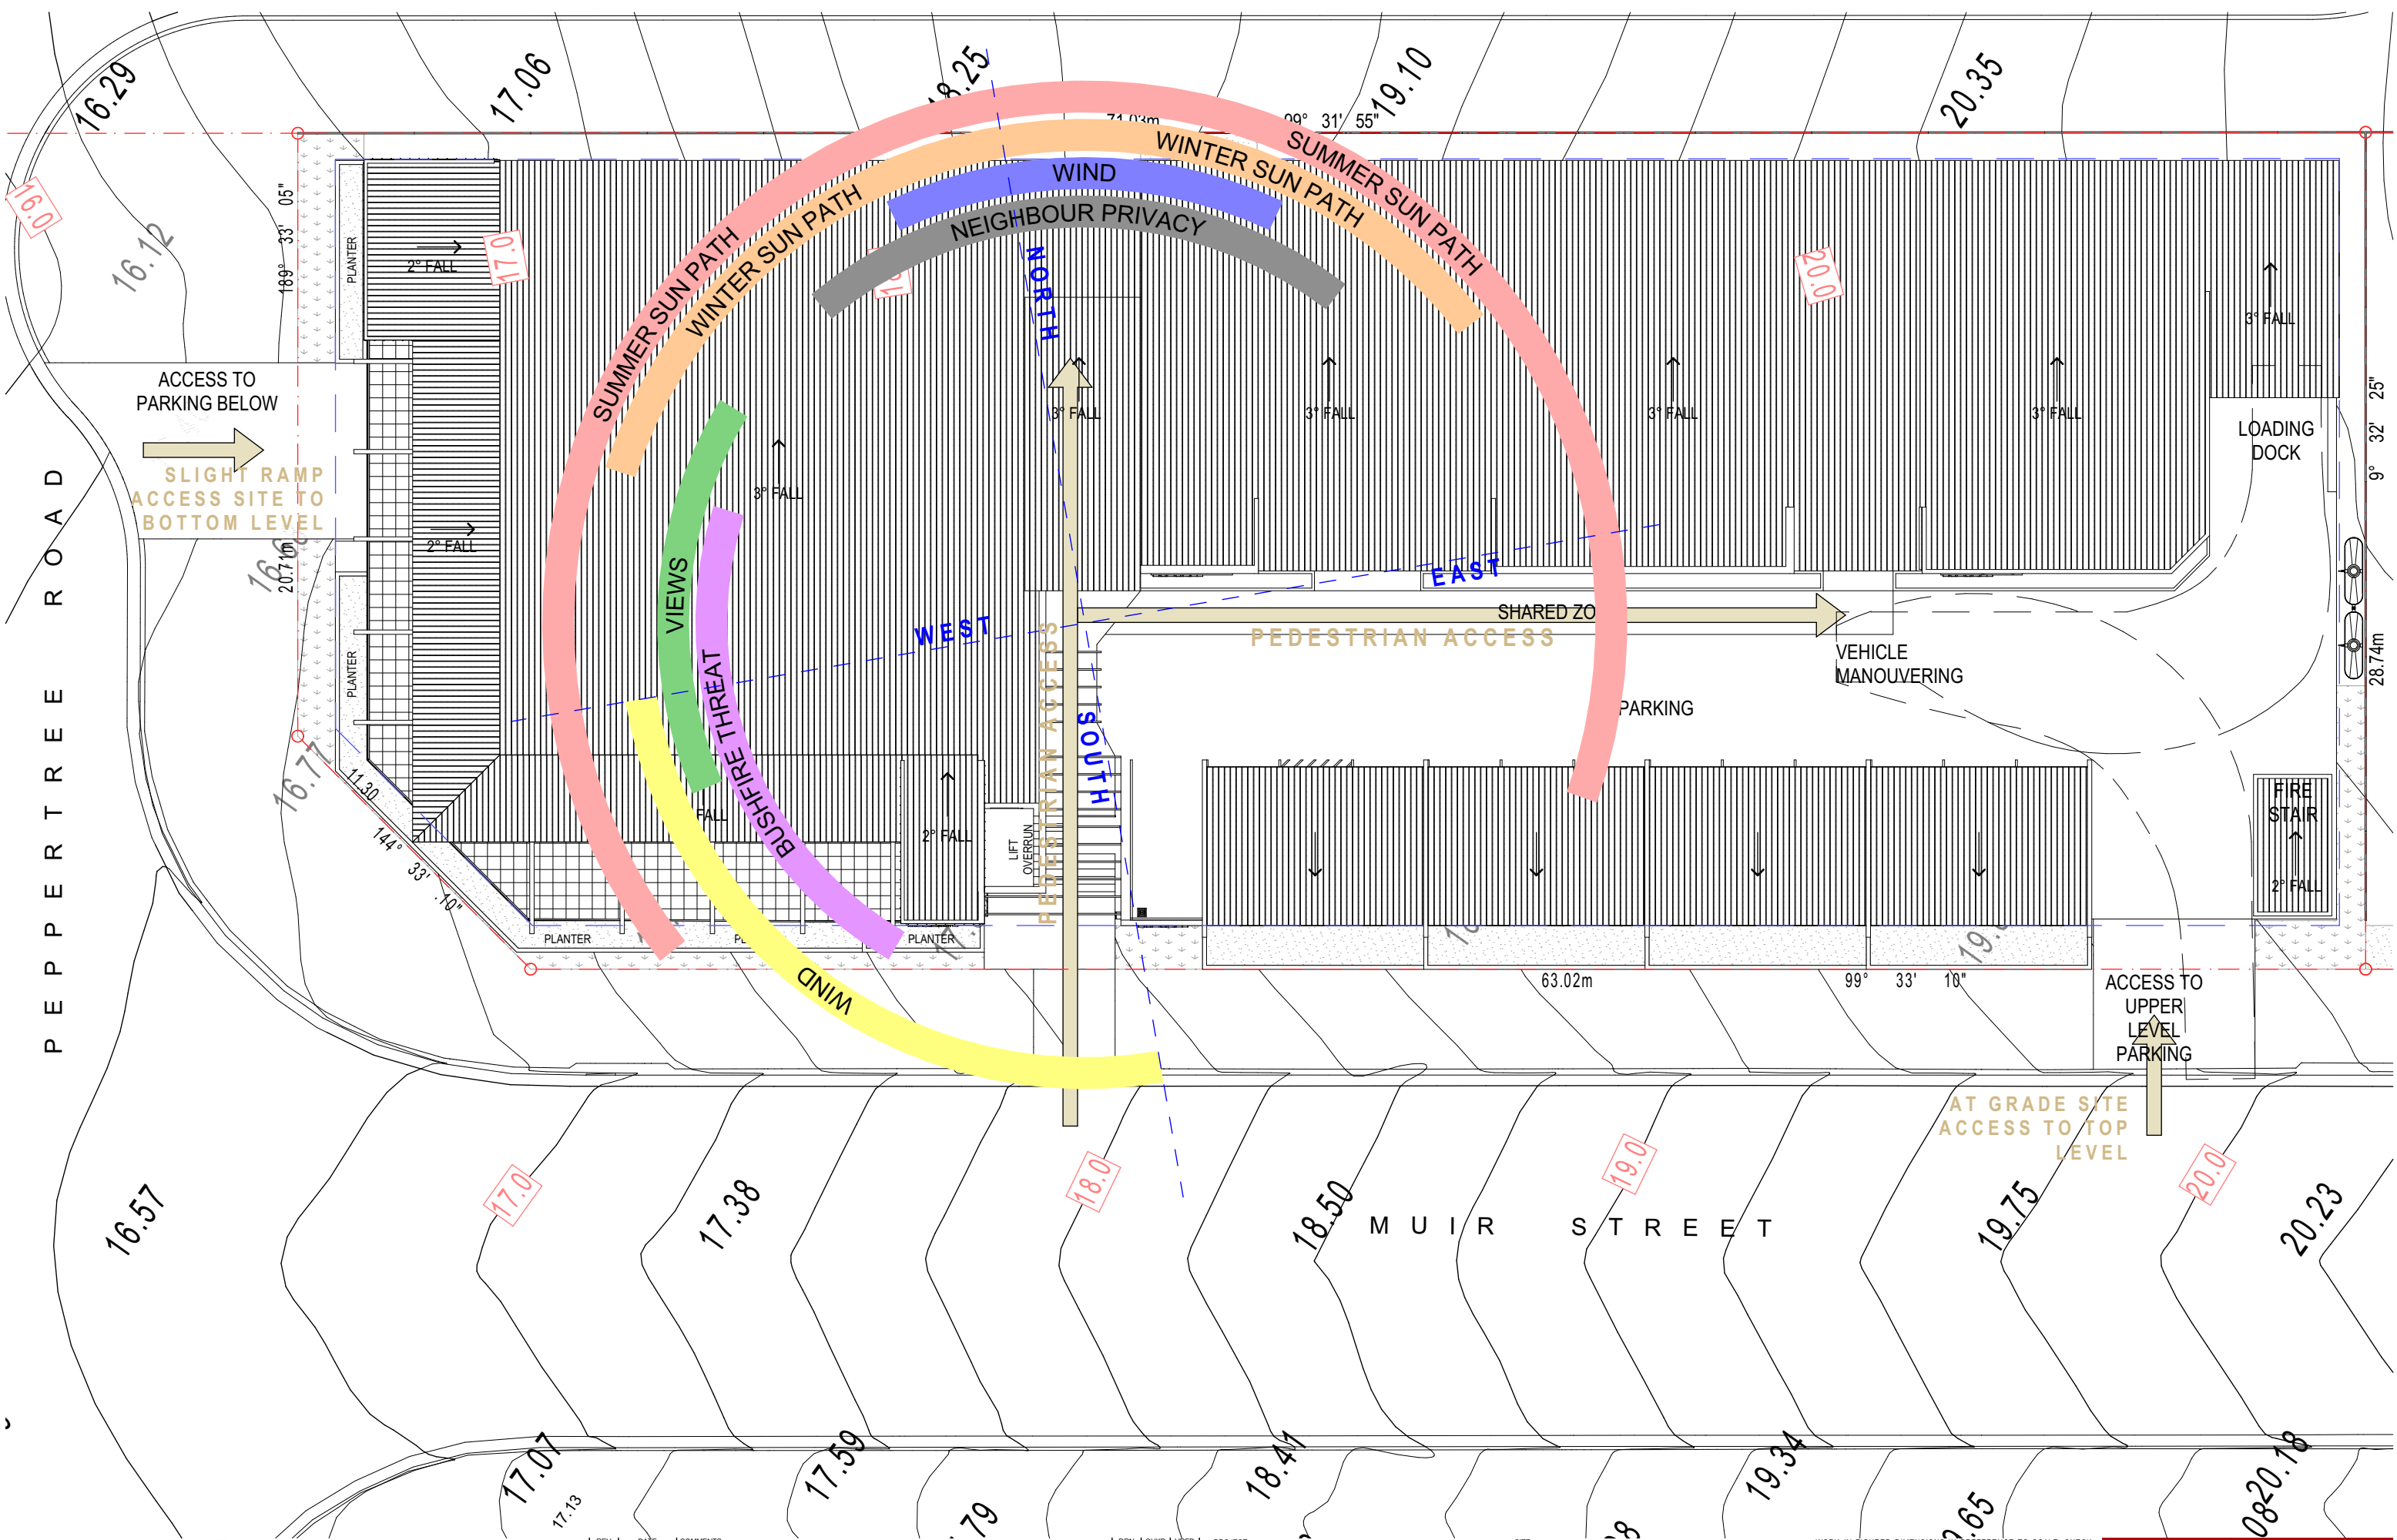 16.29
17.06
18.25
19.10
20.35
71.03m 99° 31' 55"
SUMMER SUN PATH
WINTER SUN PATH
WIND
NEIGHBOUR PRIVACY
WINTER SUN PATH
SUMMER SUN PATH
16.0
16.12
189° 33' 05"
20.71m
PLANTER
2° FALL
17.0
NORTH
20.0
3° FALL
ACCESS TO
PARKING BELOW
SLIGHT RAMP
ACCESS SITE TO
BOTTOM LEVEL
2° FALL
3° FALL
3° FALL
3° FALL
3° FALL
3° FALL
LOADING
DOCK
9° 32' 25"
28.74m
PEPPERTREE ROAD
VIEWS
BUSHFIRE THREAT
WEST
EAST
SOUTH
SHARED ZO
PEDESTRIAN ACCESS
PEDESTRIAN ACCESS
VEHICLE
MANOUVERING
PARKING
PLANTER
16.77
11.30
144° 33' 10"
FALL
2° FALL
LIFT
OVERRUN
FIRE
STAIR
2° FALL
PLANTER
PLANTER
WIND
63.02m 99° 33' 10"
ACCESS TO
UPPER
LEVEL
PARKING
AT GRADE SITE
ACCESS TO TOP
LEVEL
16.57
17.0
17.38
18.0
18.50
19.0
19.75
20.0
20.23
MUIR STREET
17.07
17.13
17.59
18.41
19.34
20.18